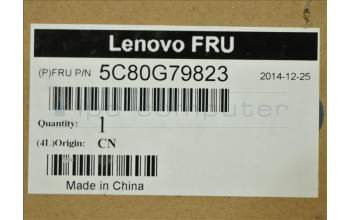 Lenovo FRU
(P)FRU P/N 5C80G79823 2014-12-25
Quantity: 1
(4L)Origin: CN
Made in China